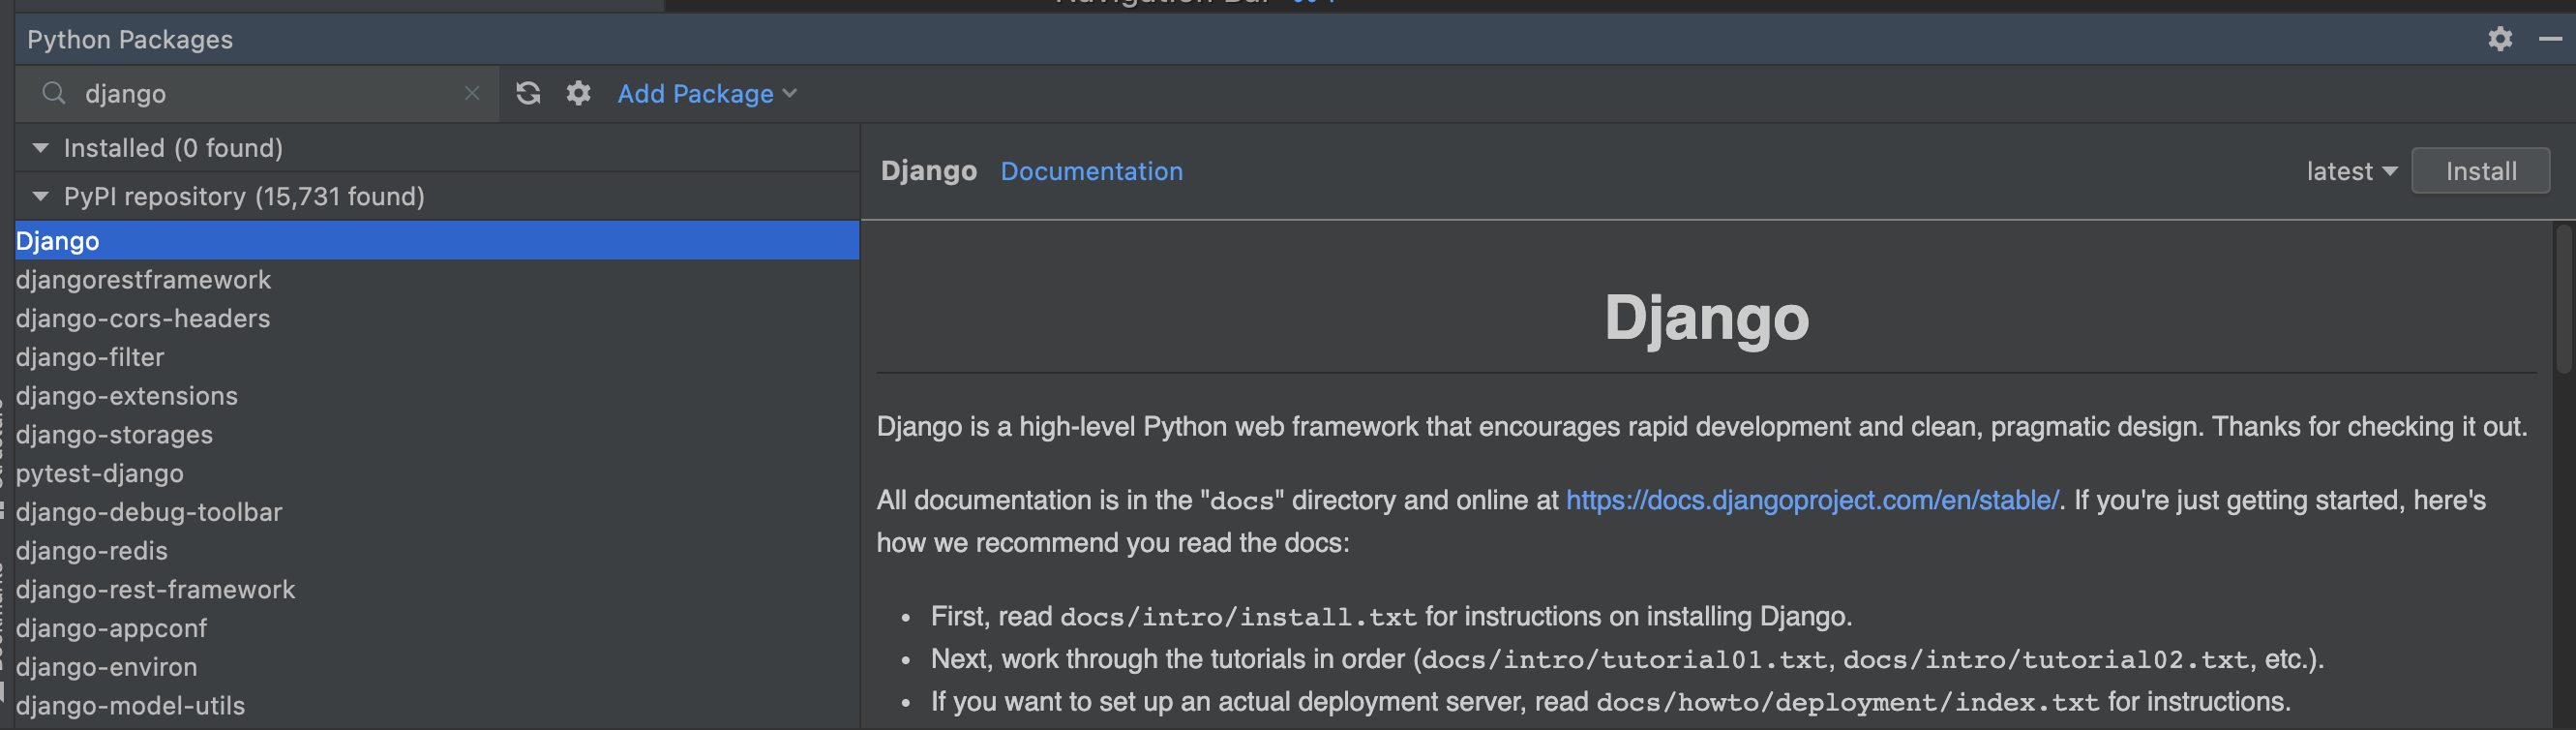 Navigation Bar
Python Packages
django
Add Package
Installed (0 found)
PyPI repository (15,731 found)
Django
djangorestframework
django-cors-headers
django-filter
django-extensions
django-storages
pytest-django
django-debug-toolbar
django-redis
django-rest-framework
django-appconf
django-environ
django-model-utils
Django Documentation
latest
Install
Django
Django is a high-level Python web framework that encourages rapid development and clean, pragmatic design. Thanks for checking it out.
All documentation is in the "docs" directory and online at https://docs.djangoproject.com/en/stable/. If you're just getting started, here's
how we recommend you read the docs:
• First, read docs/intro/install.txt for instructions on installing Django.
• Next, work through the tutorials in order (docs/intro/tutorial01.txt, docs/intro/tutorial02.txt, etc.).
• If you want to set up an actual deployment server, read docs/howto/deployment/index.txt for instructions.